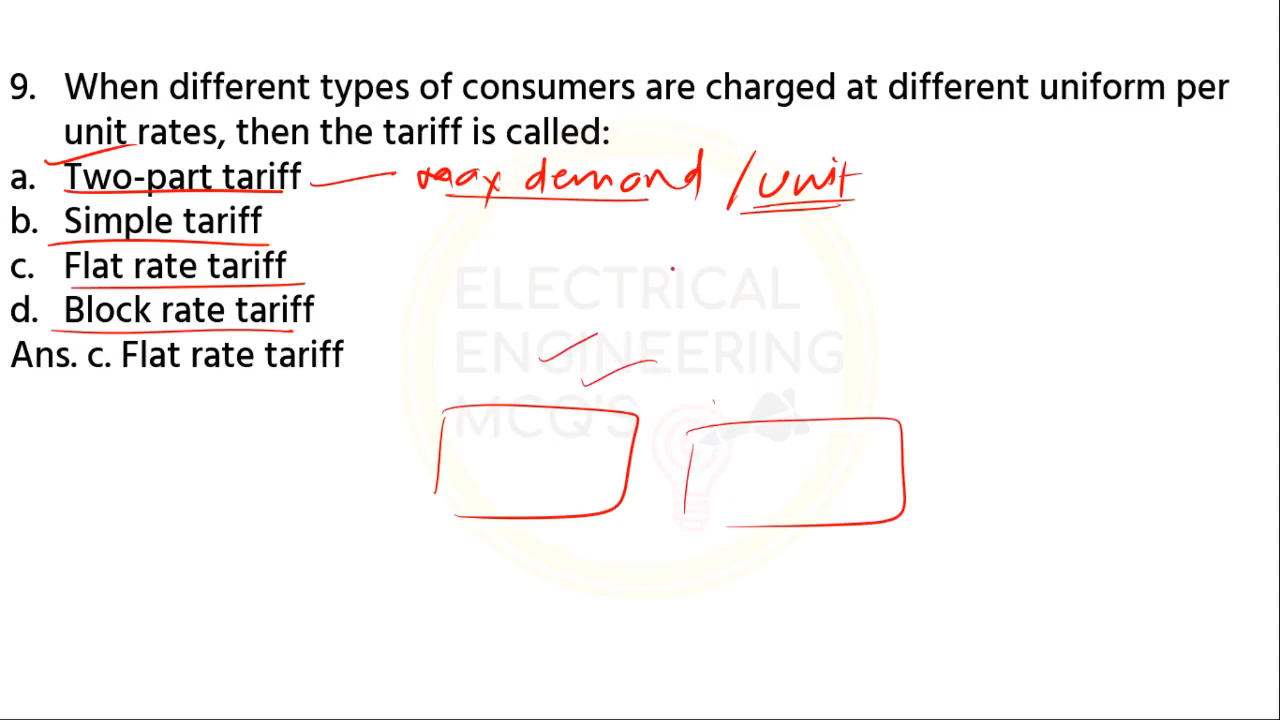 9. When different types of consumers are charged at different uniform per
unit rates, then the tariff is called:
a. Two-part tariff max demand / unit
b. Simple tariff
c. Flat rate tariff
d. Block rate tariff
Ans. c. Flat rate tariff
ELECTRICAL
ENGINEERING
MCQ'S